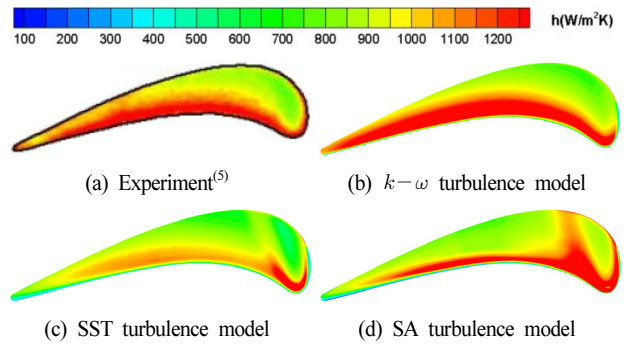 100 200 300 400 500 600 700 800 900 1000 1100 1200 h(W/m²K)
(a) Experiment⁽⁵⁾
(b) k−ω turbulence model
(c) SST turbulence model
(d) SA turbulence model